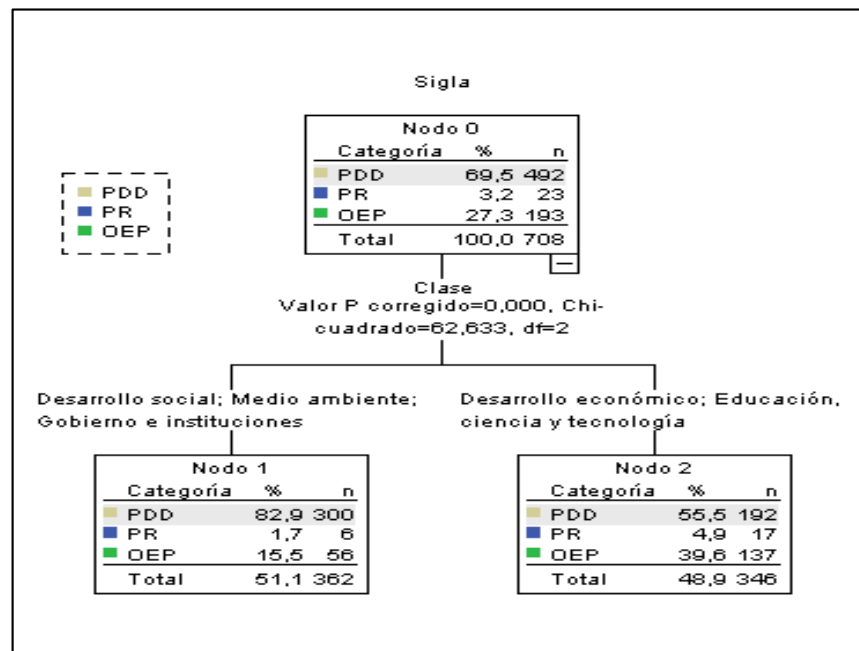 Sigla
Nodo 0
Categoría % n
PDD 69,5 492
PR 3,2 23
OEP 27,3 193
Total 100,0 708
PDD
PR
OEP
Clase
Valor P corregido=0,000, Chi-
cuadrado=62,633, df=2
Desarrollo social; Medio ambiente;
Gobierno e instituciones
Desarrollo económico; Educación,
ciencia y tecnología
Nodo 1
Categoría % n
PDD 82,9 300
PR 1,7 6
OEP 15,5 56
Total 51,1 362
Nodo 2
Categoría % n
PDD 55,5 192
PR 4,9 17
OEP 39,6 137
Total 48,9 346